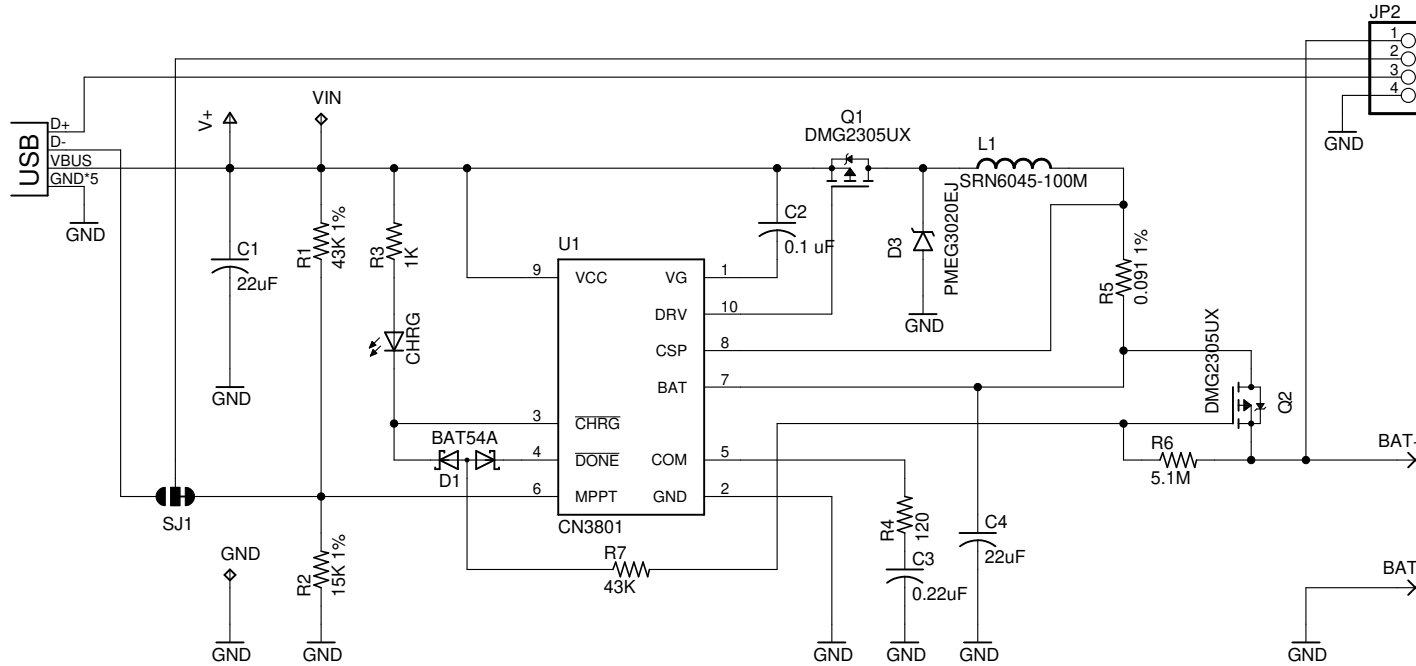 JP2
1
2
3
4
GND
USB
D+
D-
VBUS
GND*5
GND
V+
VIN
Q1
DMG2305UX
L1
SRN6045-100M
C1
22uF
GND
R1
43K 1%
R3
1K
CHRG
C2
0.1 uF
D3
PMEG3020EJ
GND
R5
0.091 1%
U1
9
VCC
VG
1
DRV
10
CSP
8
BAT
7
3
CHRG
4
DONE
COM
5
6
MPPT
GND
2
CN3801
BAT54A
D1
SJ1
DMG2305UX
Q2
R6
5.1M
BAT+
GND
R2
15K 1%
R7
43K
R4
120
C3
0.22uF
C4
22uF
BAT
GND
GND
GND
GND
GND
GND